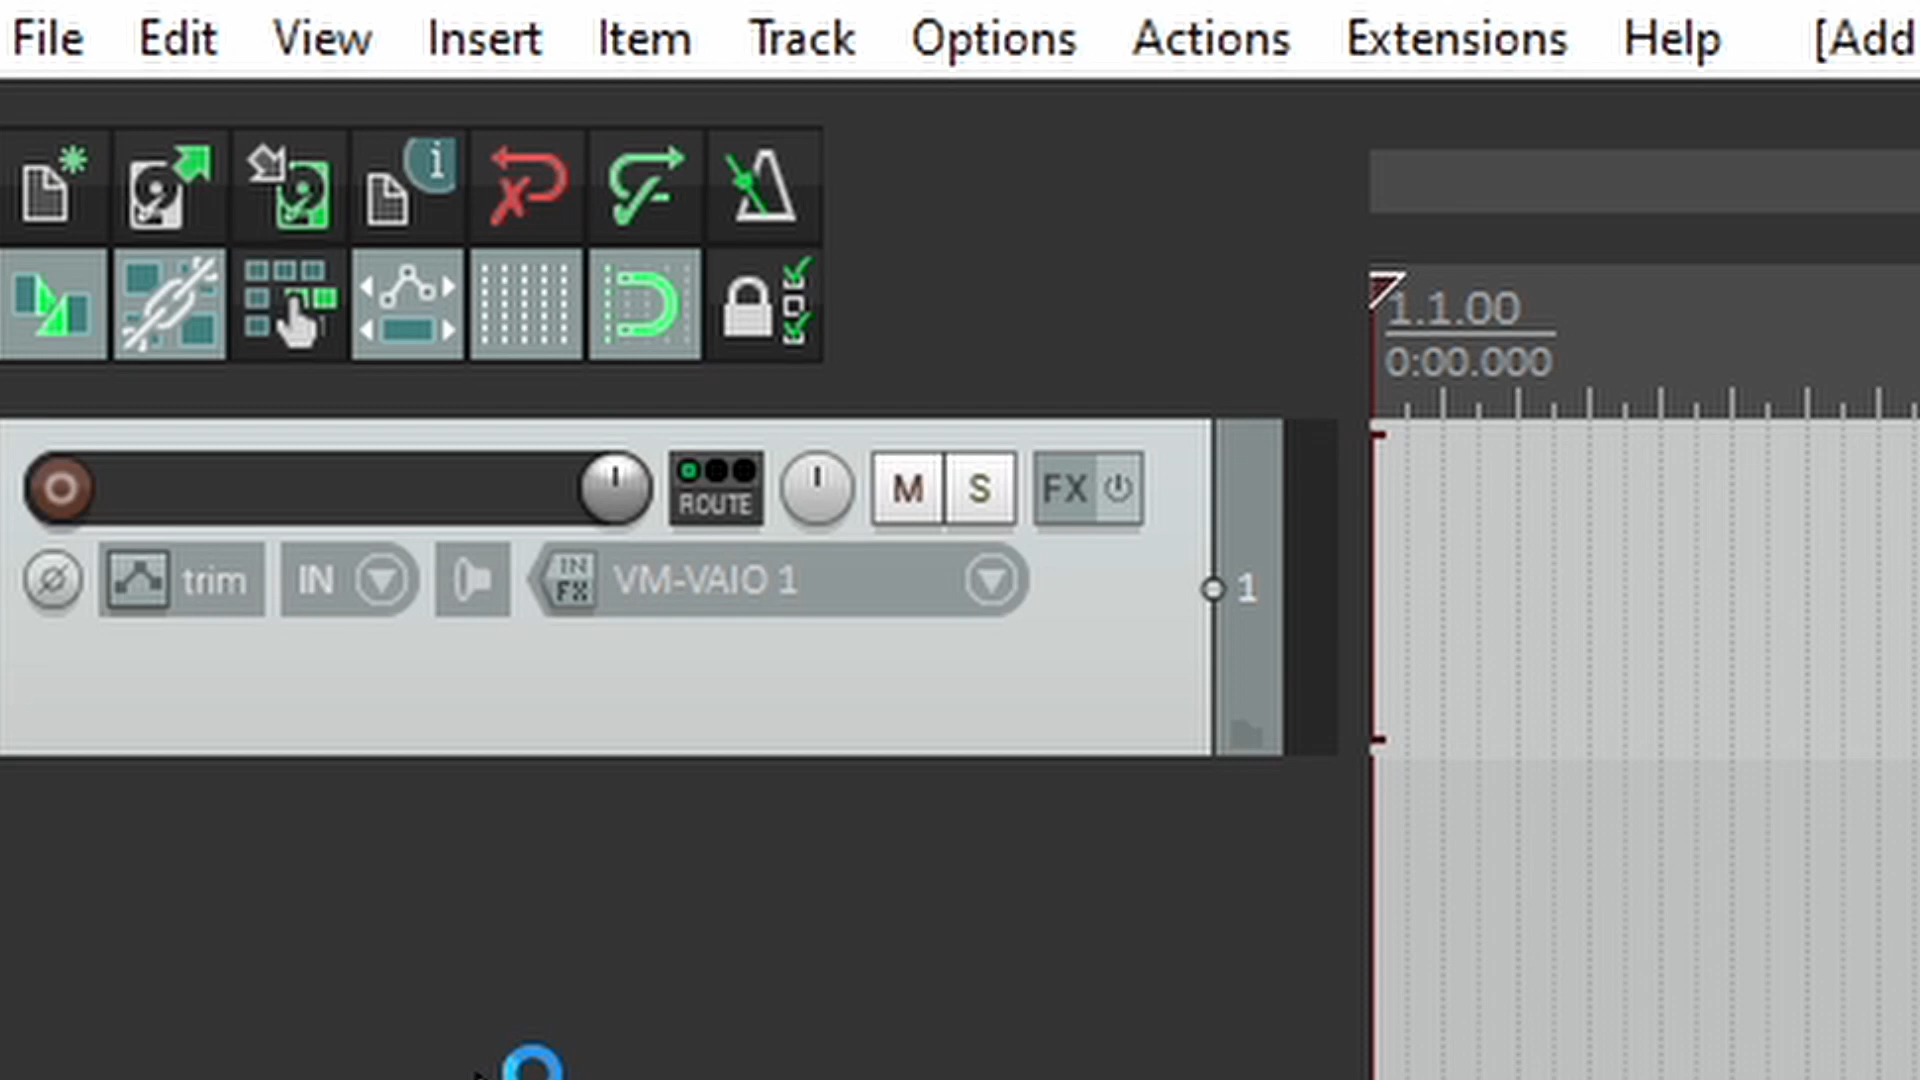 File Edit View Insert Item Track Options Actions Extensions Help [Add
i
1.1.00
0:00.000
ROUTE M S FX
trim IN IN FX VM-VAIO 1
1